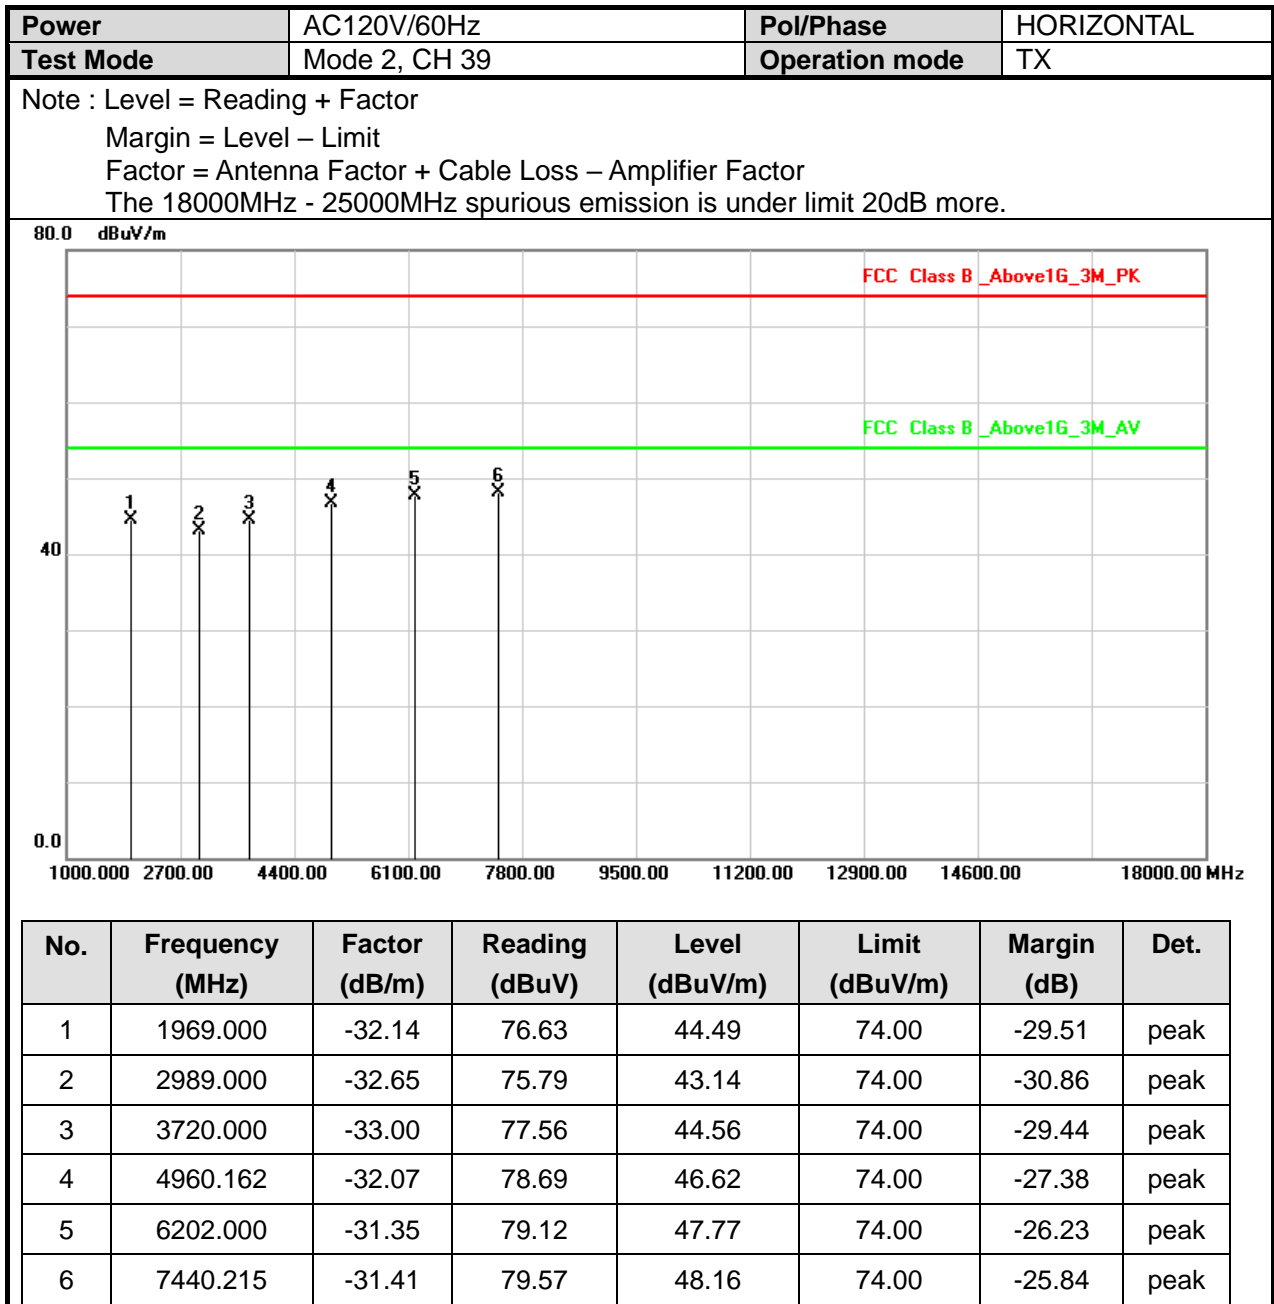 Power AC120V/60Hz Pol/Phase HORIZONTAL
Test Mode Mode 2, CH 39 Operation mode TX
Note : Level = Reading + Factor
Margin = Level – Limit
Factor = Antenna Factor + Cable Loss – Amplifier Factor
The 18000MHz - 25000MHz spurious emission is under limit 20dB more.
80.0 dBuV/m
FCC Class B _Above1G_3M_PK
FCC Class B _Above1G_3M_AV
1 2 3 4 5 6
40
0.0
1000.000 2700.00 4400.00 6100.00 7800.00 9500.00 11200.00 12900.00 14600.00 18000.00 MHz
No. Frequency Factor Reading Level Limit Margin Det.
(MHz) (dB/m) (dBuV) (dBuV/m) (dBuV/m) (dB)
1 1969.000 -32.14 76.63 44.49 74.00 -29.51 peak
2 2989.000 -32.65 75.79 43.14 74.00 -30.86 peak
3 3720.000 -33.00 77.56 44.56 74.00 -29.44 peak
4 4960.162 -32.07 78.69 46.62 74.00 -27.38 peak
5 6202.000 -31.35 79.12 47.77 74.00 -26.23 peak
6 7440.215 -31.41 79.57 48.16 74.00 -25.84 peak